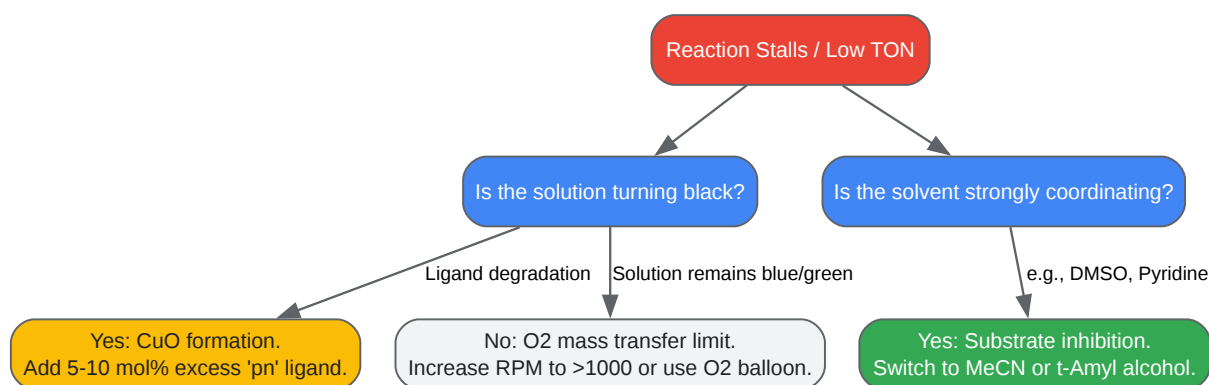 Reaction Stalls / Low TON
Is the solution turning black?
Is the solvent strongly coordinating?
Ligand degradation
Solution remains blue/green
e.g., DMSO, Pyridine
Yes: CuO formation.
Add 5-10 mol% excess 'pn' ligand.
No: O2 mass transfer limit.
Increase RPM to >1000 or use O2 balloon.
Yes: Substrate inhibition.
Switch to MeCN or t-Amyl alcohol.